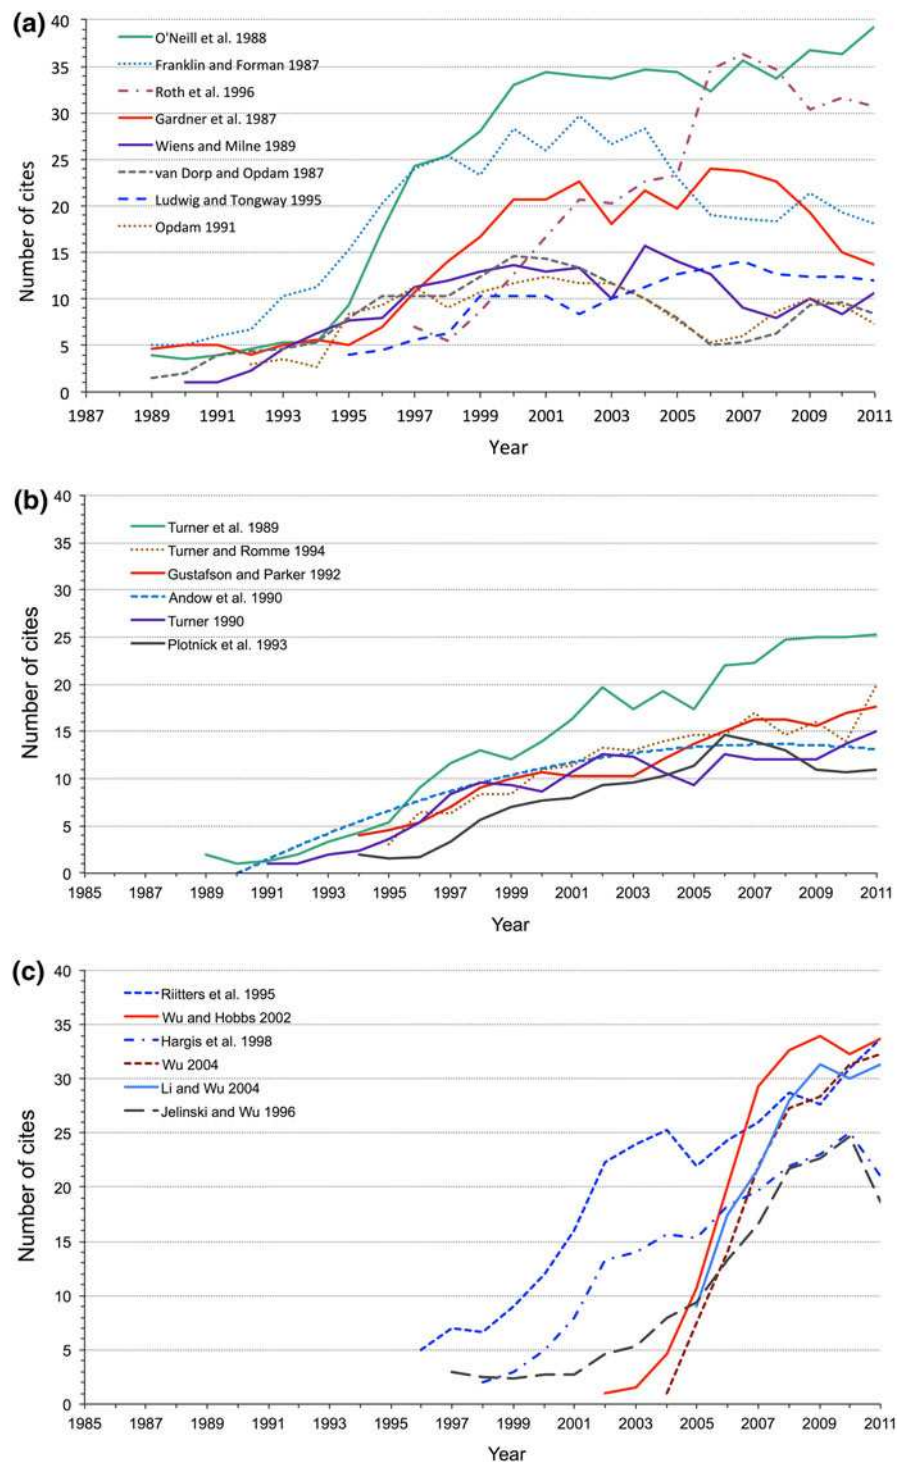 (a)
40
35
30
25
20
15
10
5
0
Number of cites
O'Neill et al. 1988
Franklin and Forman 1987
Roth et al. 1996
Gardner et al. 1987
Wiens and Milne 1989
van Dorp and Opdam 1987
Ludwig and Tongway 1995
Opdam 1991
1987 1989 1991 1993 1995 1997 1999 2001 2003 2005 2007 2009 2011
Year
(b)
40
35
30
25
20
15
10
5
0
Number of cites
Turner et al. 1989
Turner and Romme 1994
Gustafson and Parker 1992
Andow et al. 1990
Turner 1990
Plotnick et al. 1993
1985 1987 1989 1991 1993 1995 1997 1999 2001 2003 2005 2007 2009 2011
Year
(c)
40
35
30
25
20
15
10
5
0
Number of cites
Riitters et al. 1995
Wu and Hobbs 2002
Hargis et al. 1998
Wu 2004
Li and Wu 2004
Jelinski and Wu 1996
1985 1987 1989 1991 1993 1995 1997 1999 2001 2003 2005 2007 2009 2011
Year